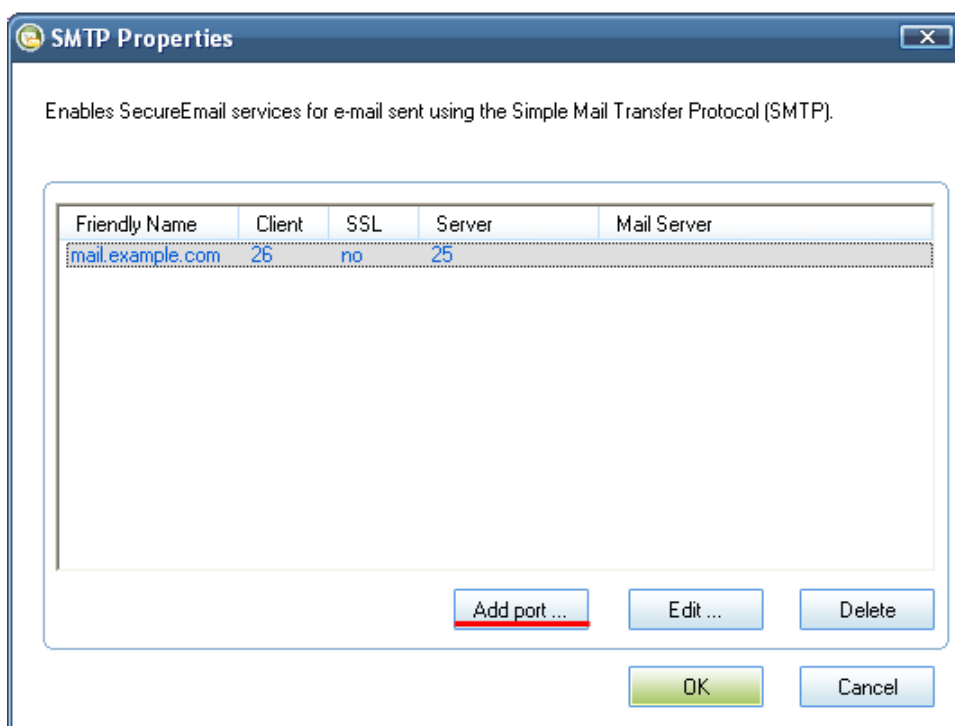 SMTP Properties
Enables SecureEmail services for e-mail sent using the Simple Mail Transfer Protocol (SMTP).
Friendly Name Client SSL Server Mail Server
mail.example.com 26 no 25
Add port ... Edit ... Delete
OK Cancel